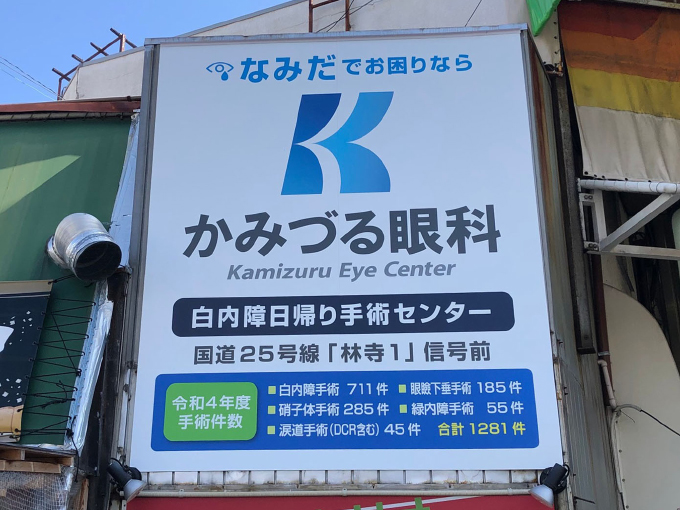 なみだでお困りなら
かみづる眼科
Kamizuru Eye Center
白内障日帰り手術センター
国道25号線「林寺1」信号前
令和4年度
手術件数
■白内障手術 711件 ■眼瞼下垂手術 185件
■硝子体手術 285件 ■緑内障手術 55件
■涙道手術(DCR含む) 45件 合計1281件